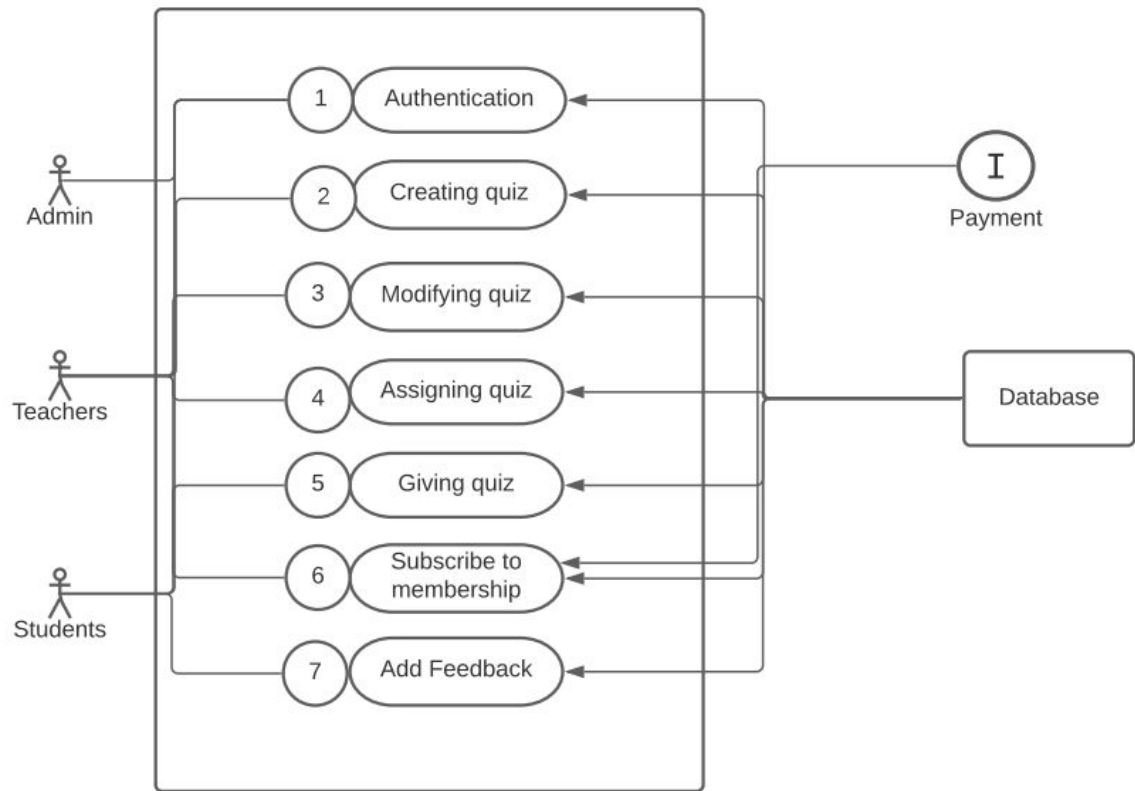 1
Authentication
2
Creating quiz
3
Modifying quiz
4
Assigning quiz
5
Giving quiz
6
Subscribe to
membership
7
Add Feedback
Admin
Teachers
Students
I
Payment
Database